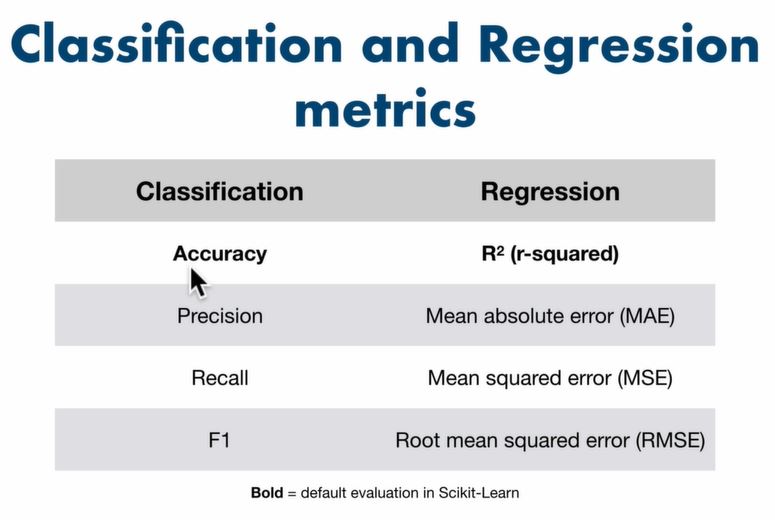 Classification and Regression
metrics
Classification Regression
Accuracy R² (r-squared)
Precision Mean absolute error (MAE)
Recall Mean squared error (MSE)
F1 Root mean squared error (RMSE)
Bold = default evaluation in Scikit-Learn